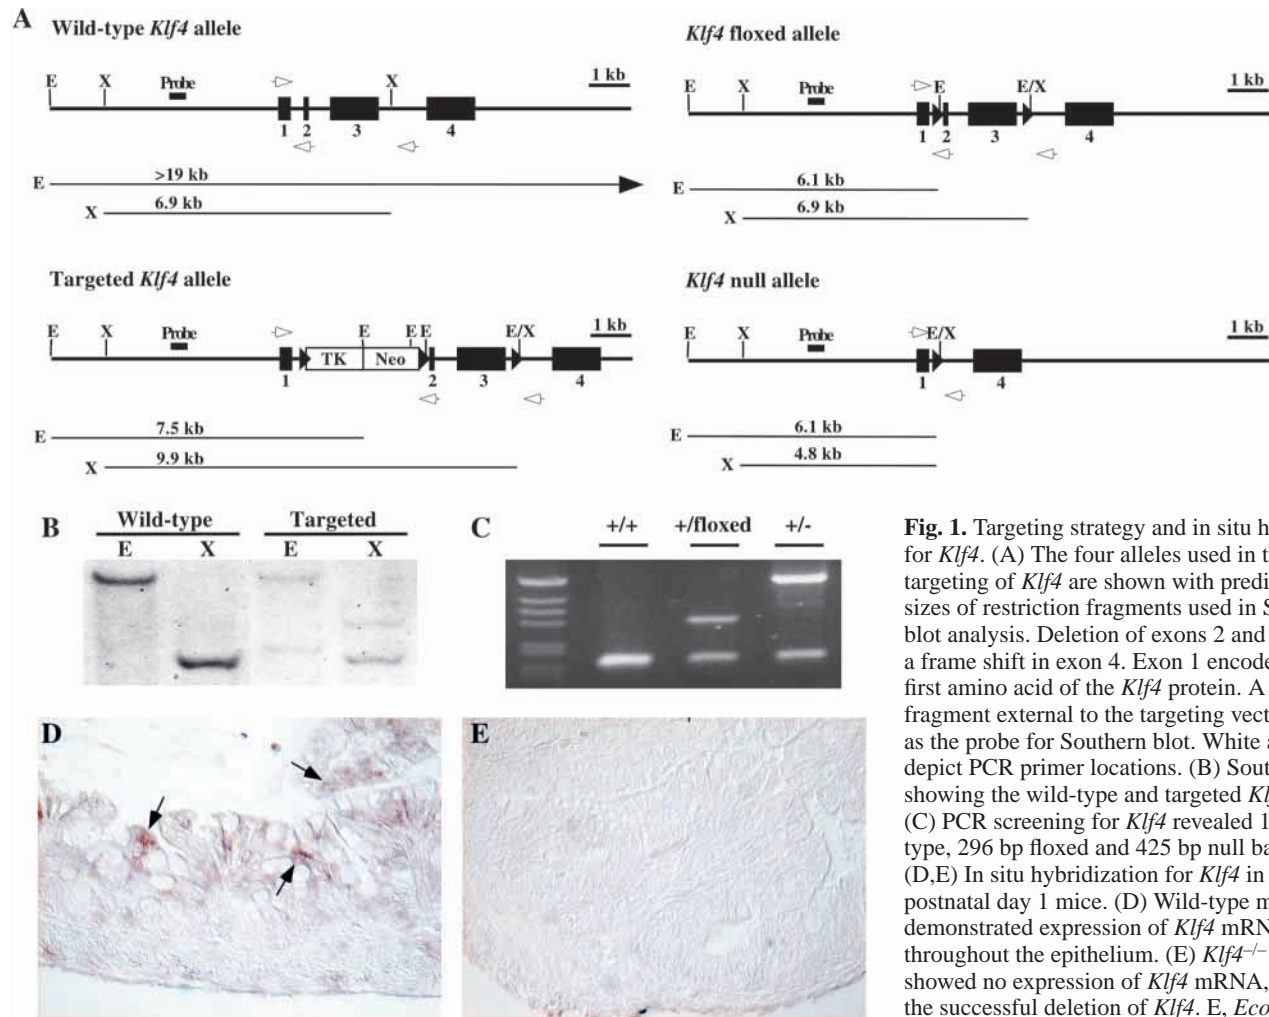 A
Wild-type Klf4 allele
E X Probe X 1 kb
1 2 3 4
E >19 kb
X 6.9 kb
Klf4 floxed allele
E X Probe E E/X 1 kb
1 2 3 4
E 6.1 kb
X 6.9 kb
Targeted Klf4 allele
E X Probe E E E E/X 1 kb
TK Neo
1 2 3 4
E 7.5 kb
X 9.9 kb
Klf4 null allele
E X Probe E/X 1 kb
1 4
E 6.1 kb
X 4.8 kb
B
Wild-type Targeted
E X E X
C
+/+ +/floxed +/-
D
E
Fig. 1. Targeting strategy and in situ
for Klf4. (A) The four alleles used in
targeting of Klf4 are shown with
sizes of restriction fragments used in
blot analysis. Deletion of exons 2 and
a frame shift in exon 4. Exon 1
first amino acid of the Klf4 protein. A
fragment external to the targeting
as the probe for Southern blot. White
depict PCR primer locations. (B)
showing the wild-type and targeted
(C) PCR screening for Klf4 revealed
type, 296 bp floxed and 425 bp null
(D,E) In situ hybridization for Klf4 in
postnatal day 1 mice. (D) Wild-type
demonstrated expression of Klf4
throughout the epithelium. (E) Klf4–/–
showed no expression of Klf4 mRNA,
the successful deletion of Klf4. E,